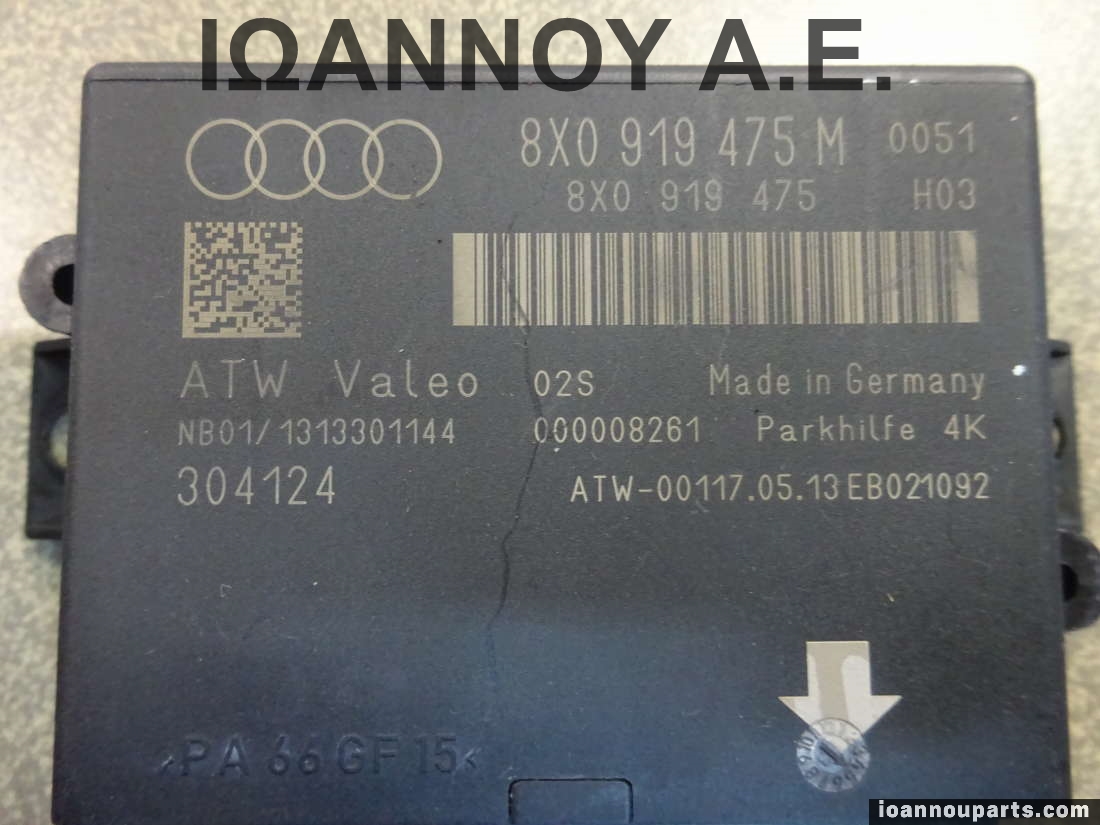 ΙΩΑΝΝΟΥ Α.Ε.
8X0 919 475 M 0051
8X0 919 475 H03
ATW Valeo 02S Made in Germany
NB01/1313301144 000008261 Parkhilfe 4K
304124 ATW-00117.05.13 EB021092
>PA 66 GF 15<
ioannouparts.com